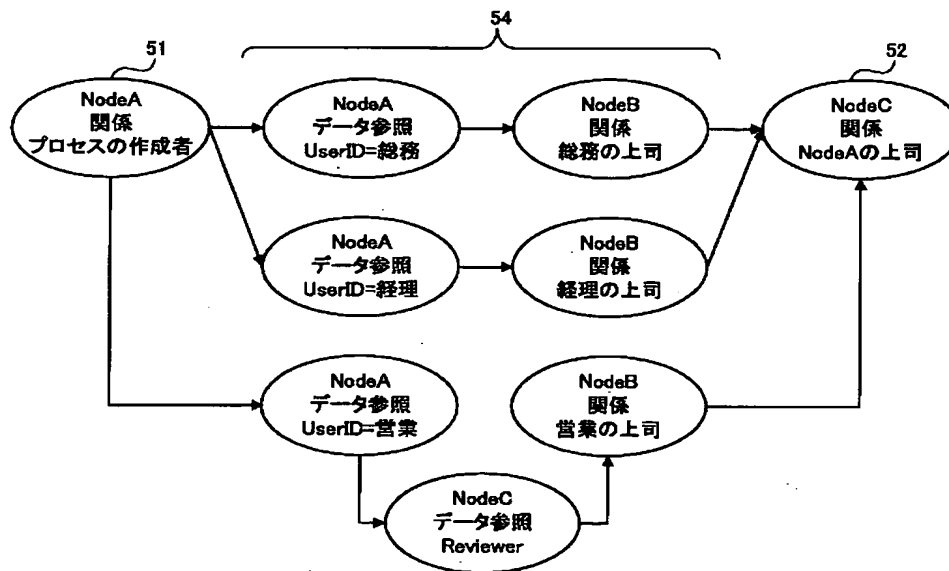 54
51
52
NodeA
関係
プロセスの作成者
NodeA
データ参照
UserID=総務
NodeB
関係
総務の上司
NodeC
関係
NodeAの上司
NodeA
データ参照
UserID=経理
NodeB
関係
経理の上司
NodeA
データ参照
UserID=営業
NodeB
関係
営業の上司
NodeC
データ参照
Reviewer